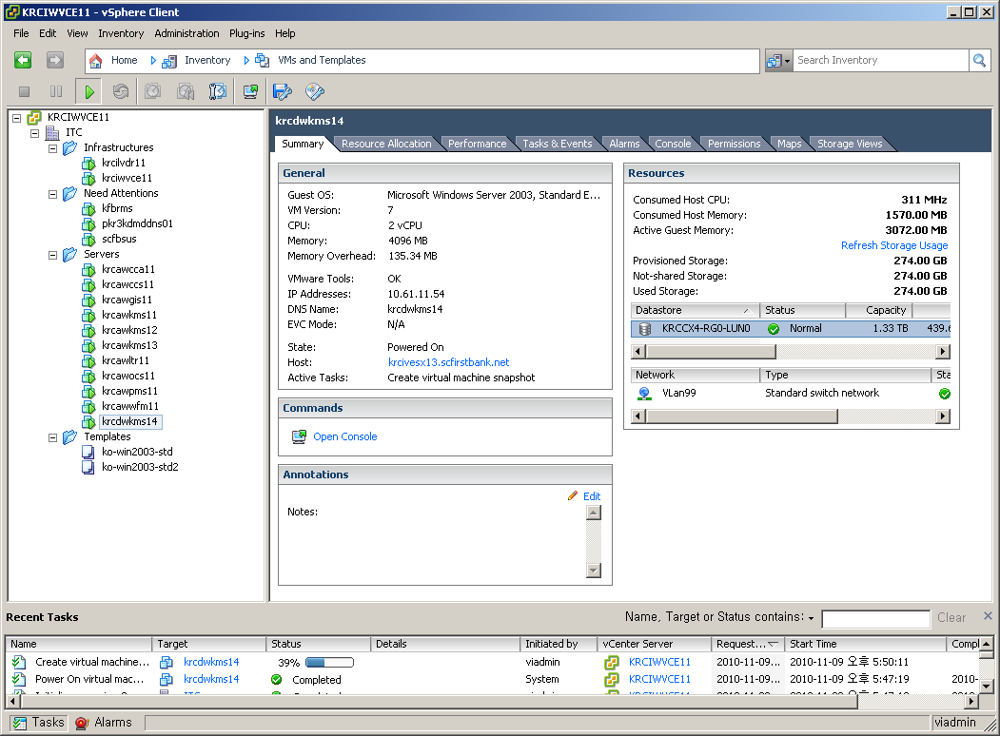 KRCIWVCE11 - vSphere Client
File Edit View Inventory Administration Plug-ins Help
Home Inventory VMs and Templates Search Inventory
KRCIWVCE11
ITC
Infrastructures
krcilvdr11
krciwvce11
Need Attentions
kfbrms
pkr3kdmddns01
scfbsus
Servers
krcawcca11
krcawccs11
krcawgis11
krcawkms11
krcawkms12
krcawkms13
krcawltr11
krcawocs11
krcawpms11
krcawwfm11
krcdwkms14
Templates
ko-win2003-std
ko-win2003-std2
krcdwkms14
Summary Resource Allocation Performance Tasks & Events Alarms Console Permissions Maps Storage Views
General
Guest OS: Microsoft Windows Server 2003, Standard E...
VM Version: 7
CPU: 2 vCPU
Memory: 4096 MB
Memory Overhead: 135.34 MB
VMware Tools: OK
IP Addresses: 10.61.11.54
DNS Name: krcdwkms14
EVC Mode: N/A
State: Powered On
Host: krcivesx13.scfirstbank.net
Active Tasks: Create virtual machine snapshot
Commands
Open Console
Annotations
Edit
Notes:
Resources
Consumed Host CPU: 311 MHz
Consumed Host Memory: 1570.00 MB
Active Guest Memory: 3072.00 MB
Refresh Storage Usage
Provisioned Storage: 274.00 GB
Not-shared Storage: 274.00 GB
Used Storage: 274.00 GB
Datastore Status Capacity
KRCCX4-RG0-LUN0 Normal 1.33 TB 439.6
Network Type Sta
VLan99 Standard switch network
Recent Tasks Name, Target or Status contains: Clear
Name Target Status Details Initiated by vCenter Server Request... Start Time Compl
Create virtual machine... krcdwkms14 39% viadmin KRCIWVCE11 2010-11-09... 2010-11-09 오후 5:50:11
Power On virtual mac... krcdwkms14 Completed System KRCIWVCE11 2010-11-09... 2010-11-09 오후 5:47:19 2010-
Tasks Alarms viadmin